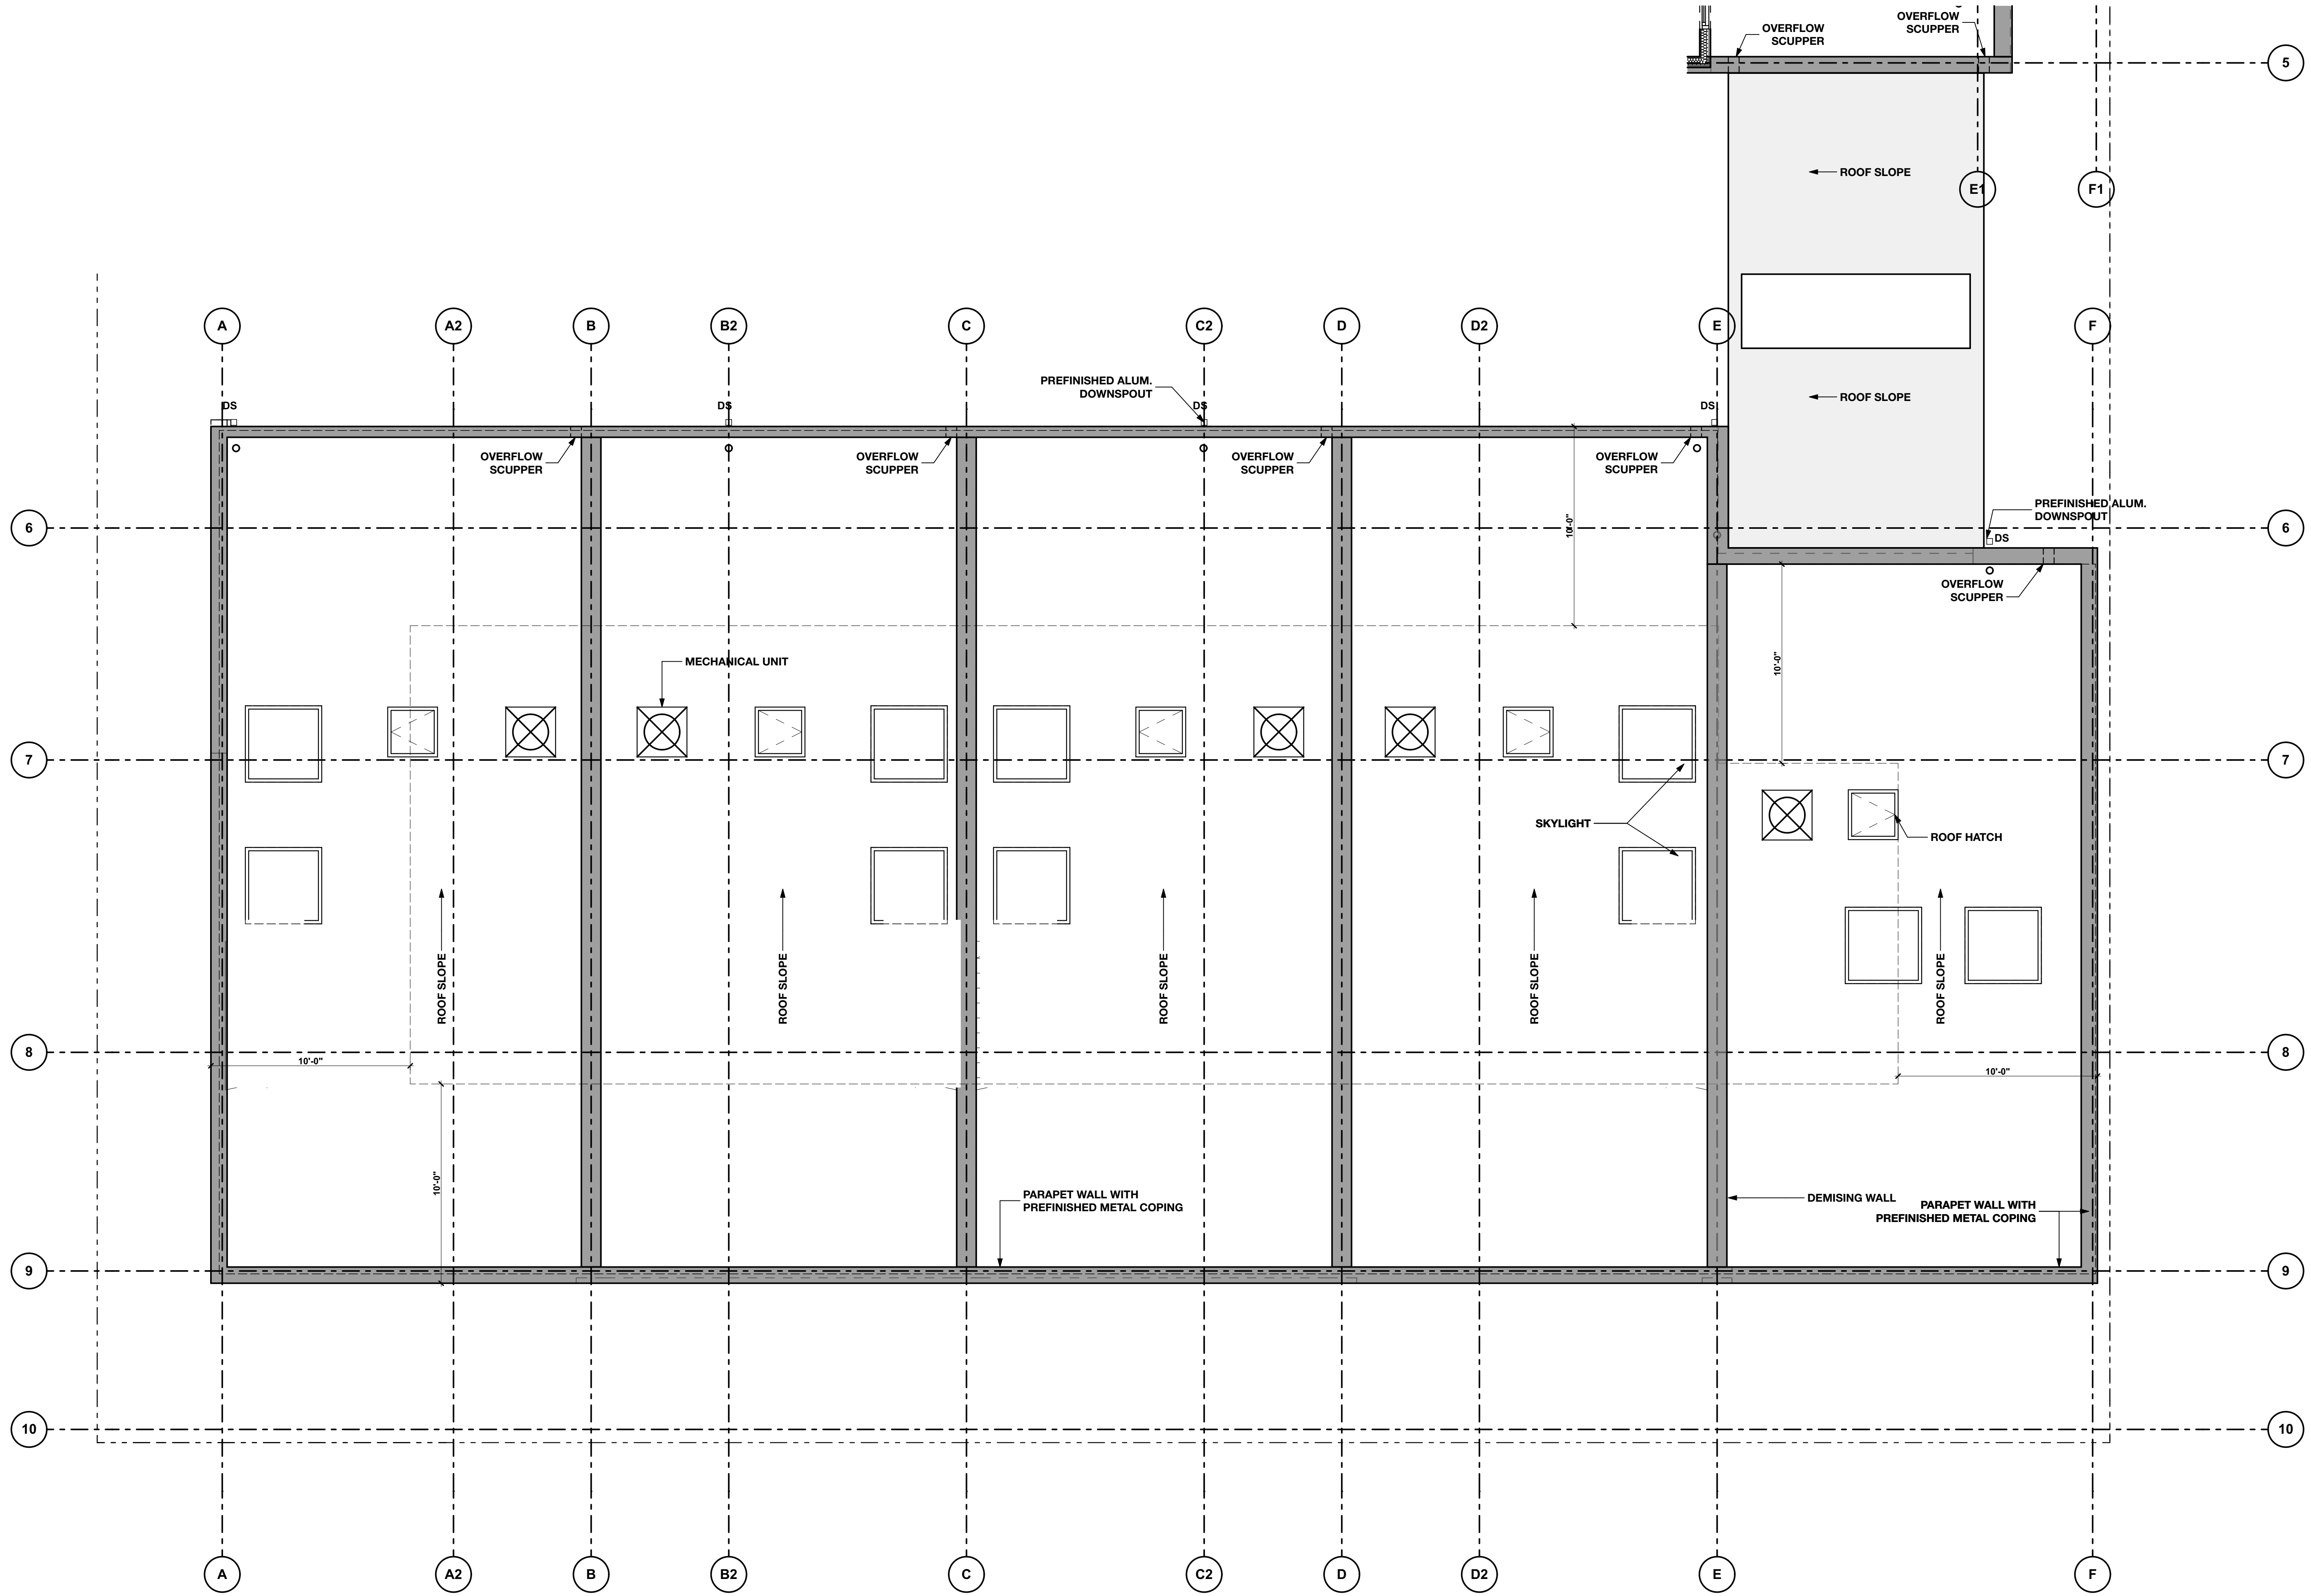 OVERFLOW
SCUPPER
OVERFLOW
SCUPPER
5
ROOF SLOPE
E1
F1
A
A2
B
B2
C
C2
D
D2
E
F
PREFINISHED ALUM.
DOWNSPOUT
ROOF SLOPE
DS
DS
DS
DS
OVERFLOW
SCUPPER
OVERFLOW
SCUPPER
OVERFLOW
SCUPPER
OVERFLOW
SCUPPER
PREFINISHED ALUM.
DOWNSPOUT
DS
6
10'-0"
6
OVERFLOW
SCUPPER
MECHANICAL UNIT
10'-0"
7
7
SKYLIGHT
ROOF HATCH
ROOF SLOPE
ROOF SLOPE
ROOF SLOPE
ROOF SLOPE
ROOF SLOPE
8
8
10'-0"
10'-0"
10'-0"
PARAPET WALL WITH
PREFINISHED METAL COPING
DEMISING WALL
PARAPET WALL WITH
PREFINISHED METAL COPING
9
9
10
10
A
A2
B
B2
C
C2
D
D2
E
F